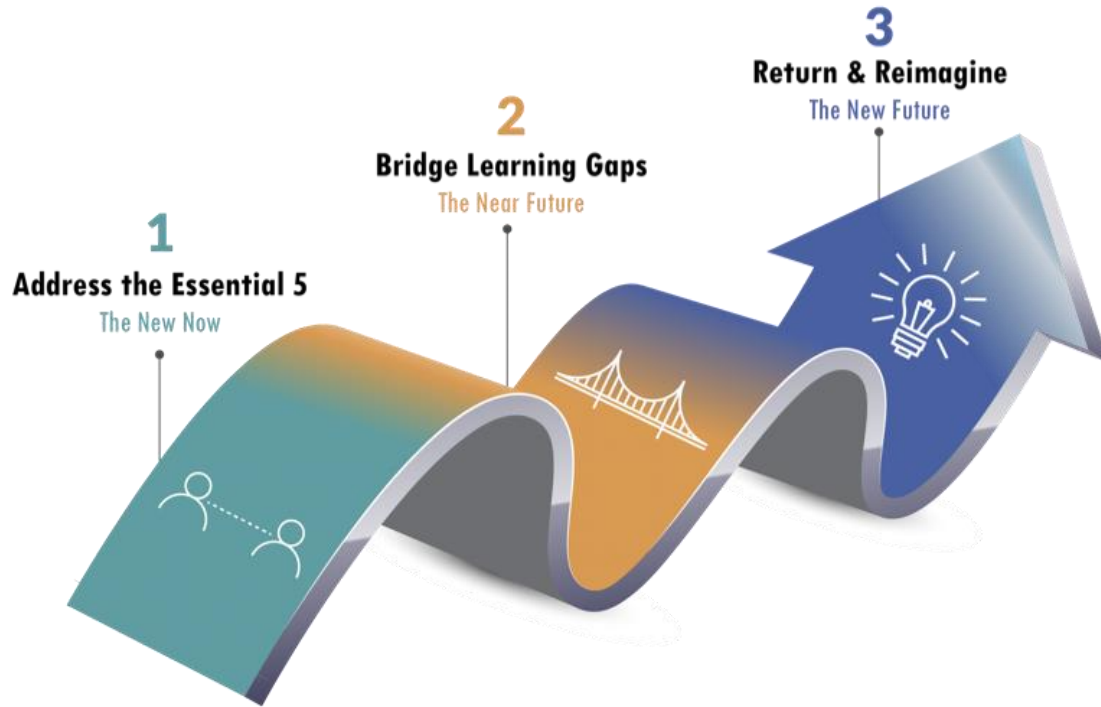 1
Address the Essential 5
The New Now
2
Bridge Learning Gaps
The Near Future
3
Return & Reimagine
The New Future